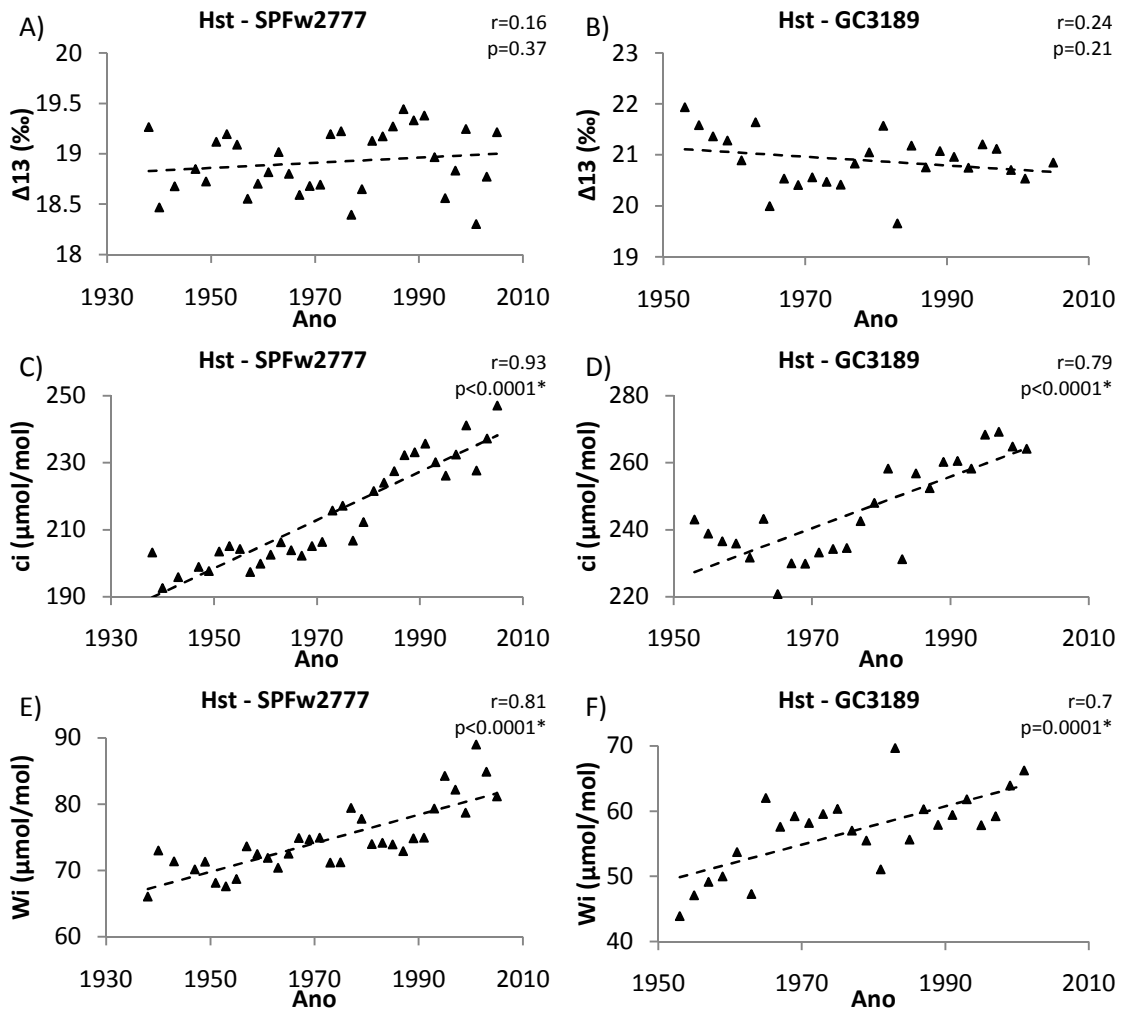 A)
Hst - SPFw2777
r=0.16
p=0.37
Δ13 (‰)
20
19.5
19
18.5
18
1930
1950
1970
1990
2010
Ano
B)
Hst - GC3189
r=0.24
p=0.21
Δ13 (‰)
23
22
21
20
19
1950
1970
1990
2010
Ano
C)
Hst - SPFw2777
r=0.93
p<0.0001*
ci (µmol/mol)
250
230
210
190
1930
1950
1970
1990
2010
D)
Hst - GC3189
r=0.79
p<0.0001*
ci (µmol/mol)
280
260
240
220
1950
1970
1990
2010
E)
Hst - SPFw2777
r=0.81
p<0.0001*
Wi (µmol/mol)
90
80
70
60
1930
1950
1970
1990
2010
Ano
F)
Hst - GC3189
r=0.7
p=0.0001*
Wi (µmol/mol)
70
60
50
40
1950
1970
1990
2010
Ano